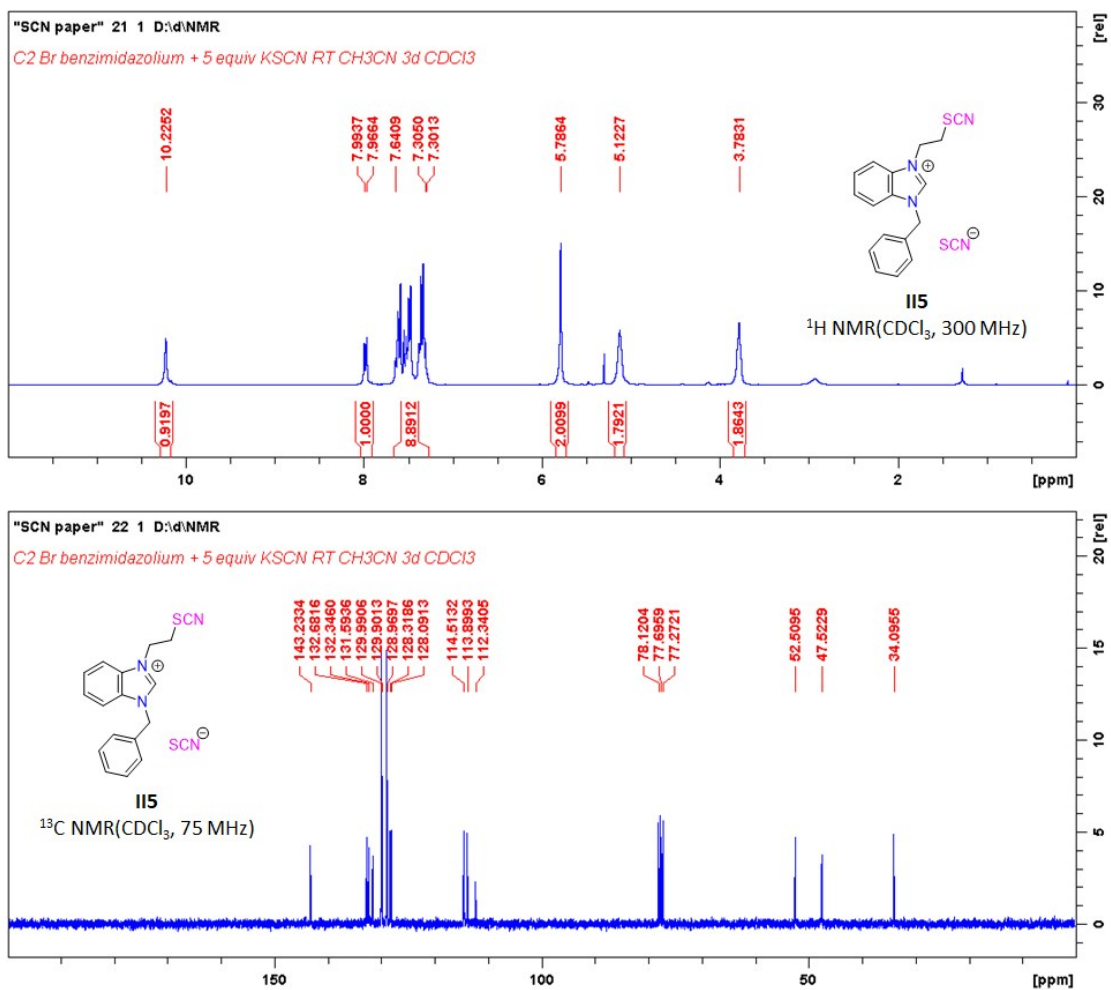 "SCN paper" 21 1 D:\d\NMR
[rel]
C2 Br benzimidazolium + 5 equiv KSCN RT CH3CN 3d CDCl3
10.2252
7.9937
7.9664
7.6409
7.3050
7.3013
5.7864
5.1227
3.7831
30
20
10
0
SCN
N
⊕
N
SCN⊖
II5
¹H NMR(CDCl₃, 300 MHz)
0.9197
1.0000
8.8912
2.0099
1.7921
1.8643
10 8 6 4 2 [ppm]
"SCN paper" 22 1 D:\d\NMR
[rel]
C2 Br benzimidazolium + 5 equiv KSCN RT CH3CN 3d CDCl3
143.2334
132.6816
132.3460
131.5936
129.9906
129.9013
128.9697
128.3186
128.0913
114.5132
113.8993
112.3405
78.1204
77.6959
77.2721
52.5095
47.5229
34.0955
20
15
10
5
0
SCN
N
⊕
N
SCN⊖
II5
¹³C NMR(CDCl₃, 75 MHz)
150 100 50 [ppm]